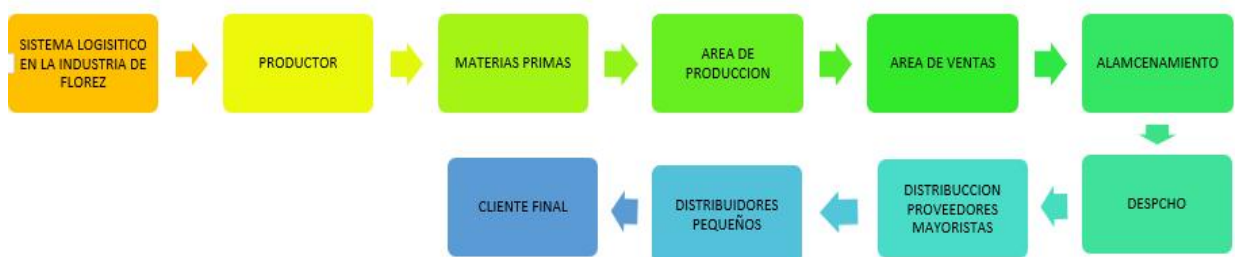 SISTEMA LOGISITICO
EN LA INDUSTRIA DE
FLOREZ
PRODUCTOR
MATERIAS PRIMAS
AREA DE
PRODUCCION
AREA DE VENTAS
ALAMCENAMIENTO
DESPCHO
DISTRIBUCCION
PROVEEDORES
MAYORISTAS
DISTRIBUIDORES
PEQUEÑOS
CLIENTE FINAL